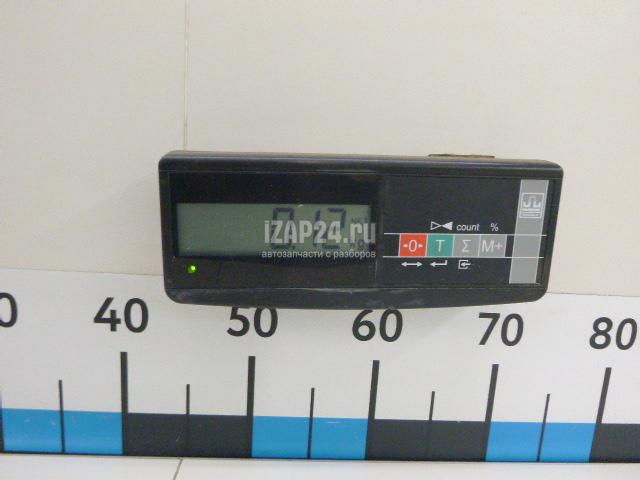 0.12
iZAP24.ru
автозапчасти с разборов
count %
•0• T Σ M+
40 50 60 70 80